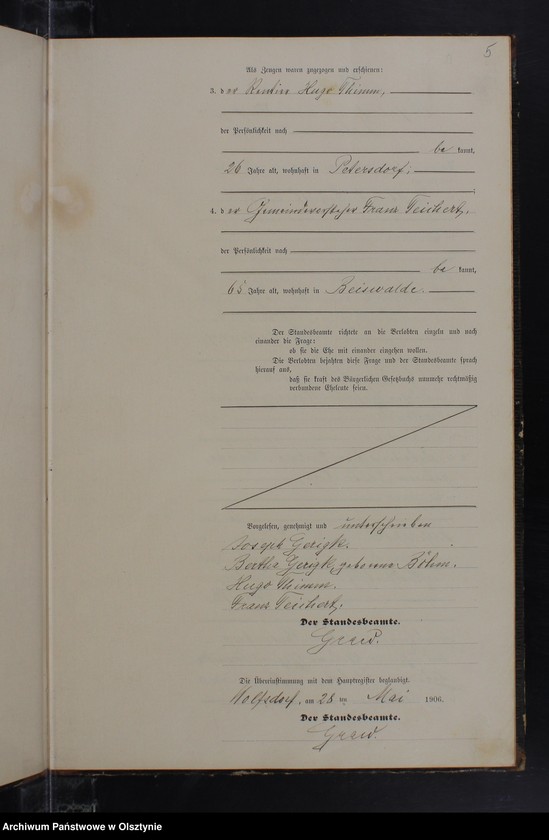 5
Als Zeugen waren zugezogen und erschienen:
3. der Rentier Hugo Thimm,
der Persönlichkeit nach
be kannt,
26 Jahre alt, wohnhaft in Petersdorf;
4. der Gemeindevorsteher Franz Teichert,
der Persönlichkeit nach
be kannt,
65 Jahre alt, wohnhaft in Beiswalde.
Der Standesbeamte richtete an die Verlobten einzeln und nach
einander die Frage:
ob sie die Ehe mit einander eingehen wollen.
Die Verlobten bejahten diese Frage und der Standesbeamte sprach
hierauf aus,
daß sie kraft des Bürgerlichen Gesetzbuchs nunmehr rechtmäßig
verbundene Eheleute seien.
Vorgelesen, genehmigt und unterschrieben
Joseph Gerigk.
Bertha Gerigk, geborene Böhm.
Hugo Thimm.
Franz Teichert.
Der Standesbeamte.
Die Übereinstimmung mit dem Hauptregister beglaubigt.
Wolfsdorf, am 28 ten Mai 1906.
Der Standesbeamte.
Archiwum Państwowe w Olsztynie